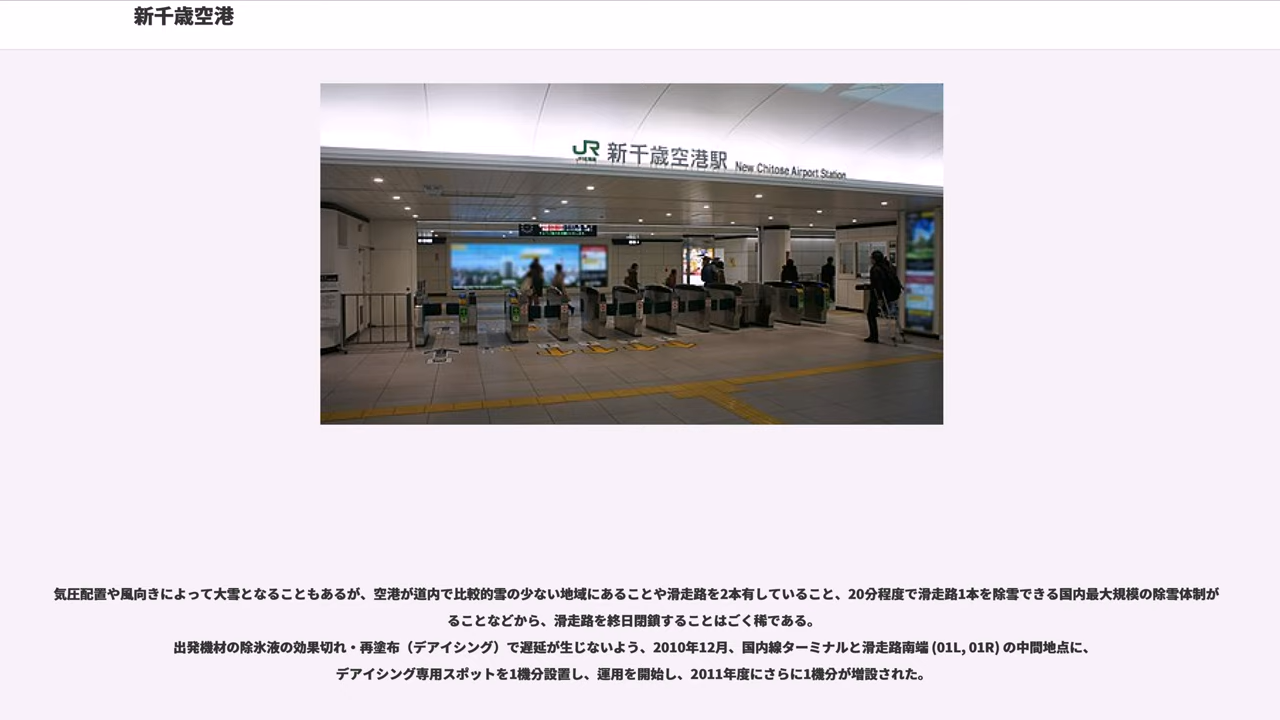 新千歳空港
JR 新千歳空港駅 New Chitose Airport Station
気圧配置や風向きによって大雪となることもあるが、空港が道内で比較的雪の少ない地域にあることや滑走路を2本有していること、20分程度で滑走路1本を除雪できる国内最大規模の除雪体制が
ることなどから、滑走路を終日閉鎖することはごく稀である。
出発機材の除氷液の効果切れ・再塗布（デアイシング）で遅延が生じないよう、2010年12月、国内線ターミナルと滑走路南端 (01L, 01R) の中間地点に、
デアイシング専用スポットを1機分設置し、運用を開始し、2011年度にさらに1機分が増設された。